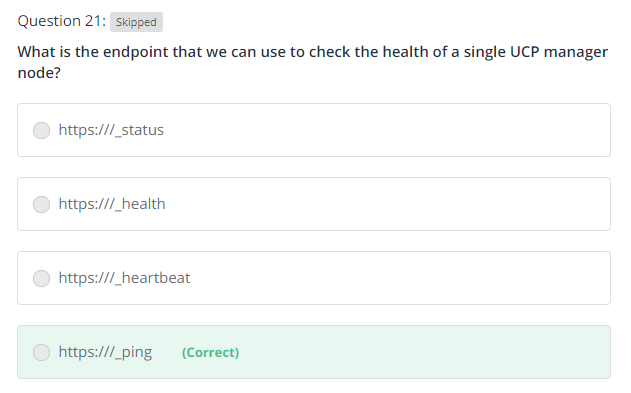 Question 21: Skipped
What is the endpoint that we can use to check the health of a single UCP manager
node?
https:///_status
https:///_health
https:///_heartbeat
https:///_ping (Correct)